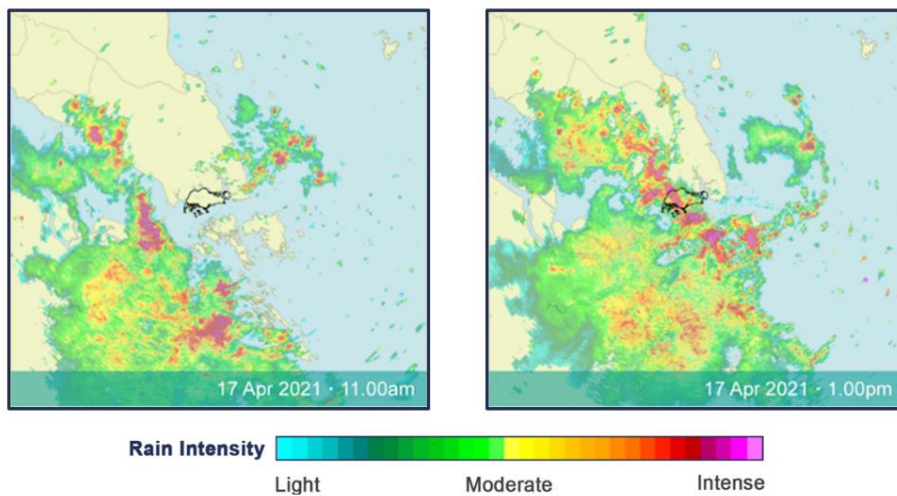 17 Apr 2021 · 11.00am
17 Apr 2021 · 1.00pm
Rain Intensity
Light
Moderate
Intense